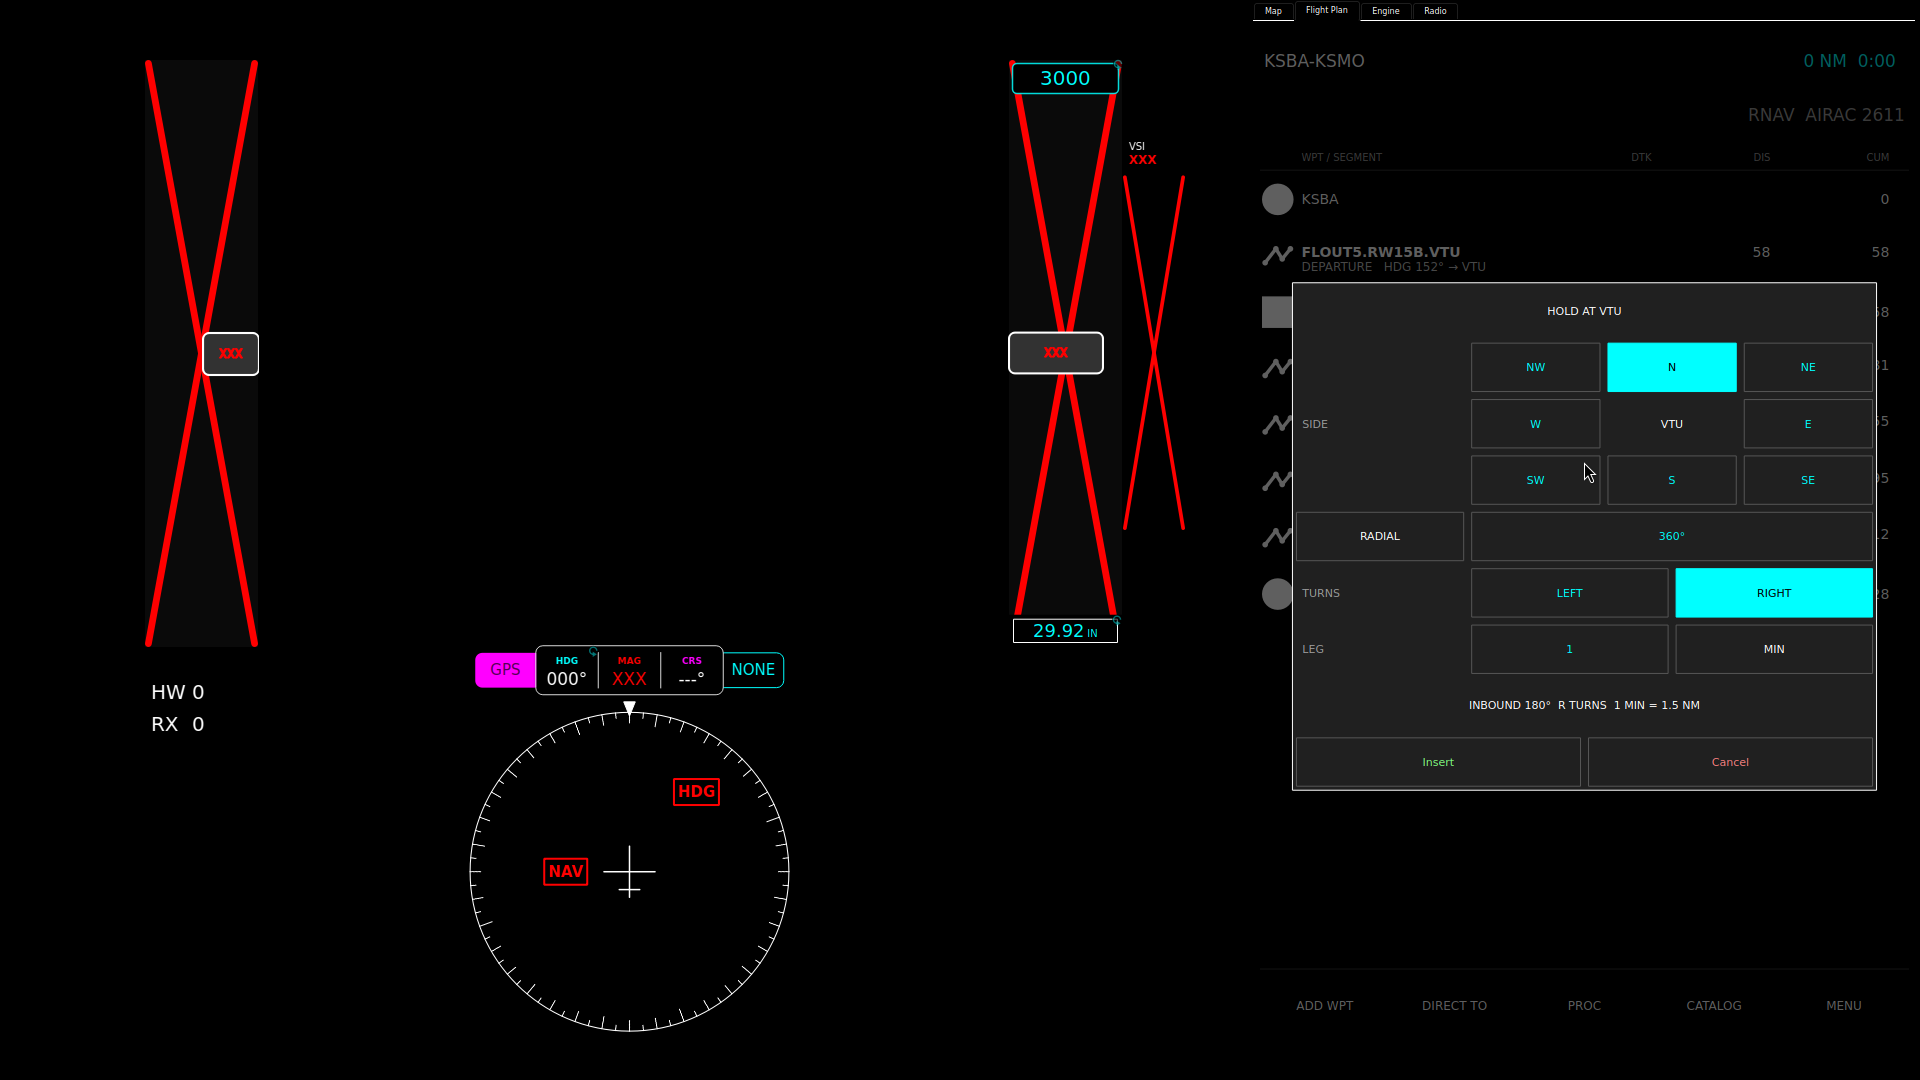 Map Flight Plan Engine Radio
KSBA-KSMO 0 NM 0:00
RNAV AIRAC 2611
WPT / SEGMENT DTK DIS CUM
KSBA 0
FLOUT5.RW15B.VTU 58 58
DEPARTURE HDG 152° → VTU
3000
VSI
XXX
XXX
XXX
29.92 IN
HOLD AT VTU
NW N NE
SIDE W VTU E
SW S SE
RADIAL 360°
TURNS LEFT RIGHT
LEG 1 MIN
INBOUND 180° R TURNS 1 MIN = 1.5 NM
Insert Cancel
GPS HDG 000° MAG XXX CRS ---° NONE
HW 0
RX 0
HDG
NAV
ADD WPT DIRECT TO PROC CATALOG MENU